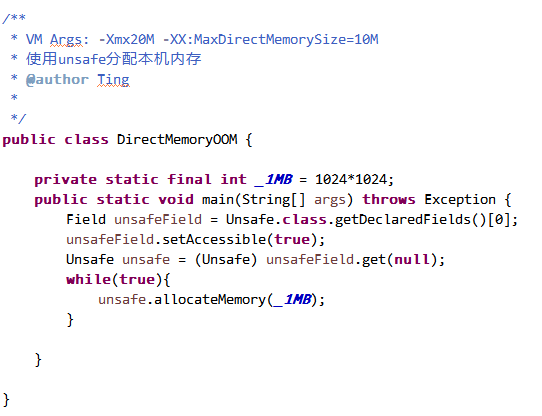 /**
 * VM Args: -Xmx20M -XX:MaxDirectMemorySize=10M
 * 使用unsafe分配本机内存
 * @author Ting
 *
 */
public class DirectMemoryOOM {
private static final int _1MB = 1024*1024;
public static void main(String[] args) throws Exception {
Field unsafeField = Unsafe.class.getDeclaredFields()[0];
unsafeField.setAccessible(true);
Unsafe unsafe = (Unsafe) unsafeField.get(null);
while(true){
unsafe.allocateMemory(_1MB);
}
}
}